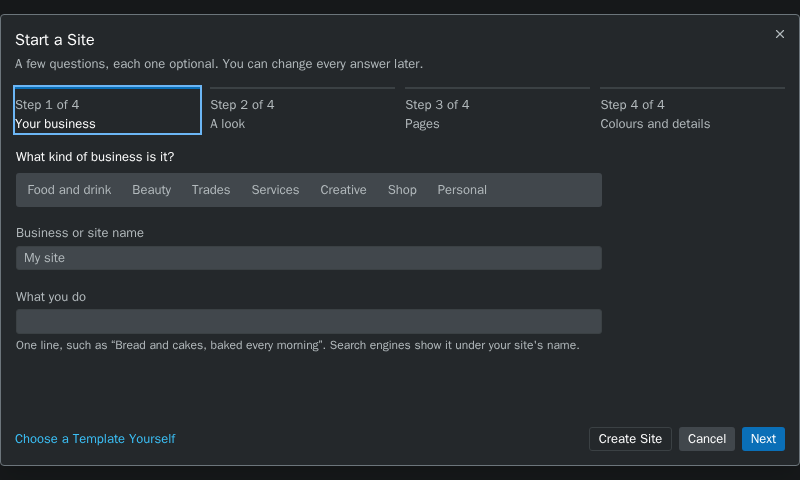 Start a Site
A few questions, each one optional. You can change every answer later.
Step 1 of 4
Your business
Step 2 of 4
A look
Step 3 of 4
Pages
Step 4 of 4
Colours and details
What kind of business is it?
Food and drink Beauty Trades Services Creative Shop Personal
Business or site name
My site
What you do
One line, such as “Bread and cakes, baked every morning”. Search engines show it under your site's name.
Choose a Template Yourself
Create Site Cancel Next